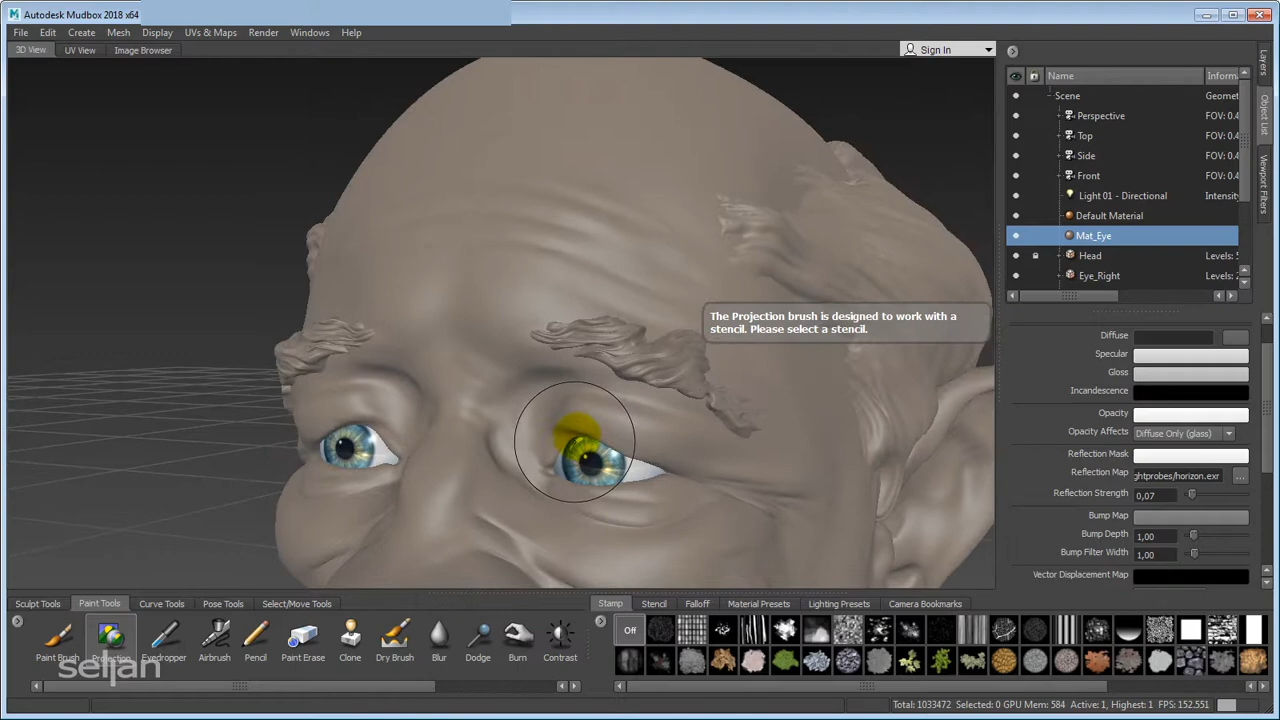 Autodesk Mudbox 2018 x64
File Edit Create Mesh Display UVs & Maps Render Windows Help
3D View UV View Image Browser
Sign In
Name Inform
Scene Geomet
Perspective FOV: 0.4
Top FOV: 0.4
Side FOV: 0.4
Front FOV: 0.4
Light 01 - Directional Intensity
Default Material
Mat_Eye
Head Levels: 5
Eye_Right Levels: 2
Layers
Object List
Viewport Filters
The Projection brush is designed to work with a
stencil. Please select a stencil.
Diffuse
Specular
Gloss
Incandescence
Opacity
Opacity Affects Diffuse Only (glass)
Reflection Mask
Reflection Map ghtprobes/horizon.exr ...
Reflection Strength 0,07
Bump Map
Bump Depth 1,00
Bump Filter Width 1,00
Vector Displacement Map
Sculpt Tools Paint Tools Curve Tools Pose Tools Select/Move Tools
Stamp Stencil Falloff Material Presets Lighting Presets Camera Bookmarks
Off
Paint Brush Projection Eyedropper Airbrush Pencil Paint Erase Clone Dry Brush Blur Dodge Burn Contrast
seljan
Total: 1033472 Selected: 0 GPU Mem: 584 Active: 1, Highest: 1 FPS: 152.551